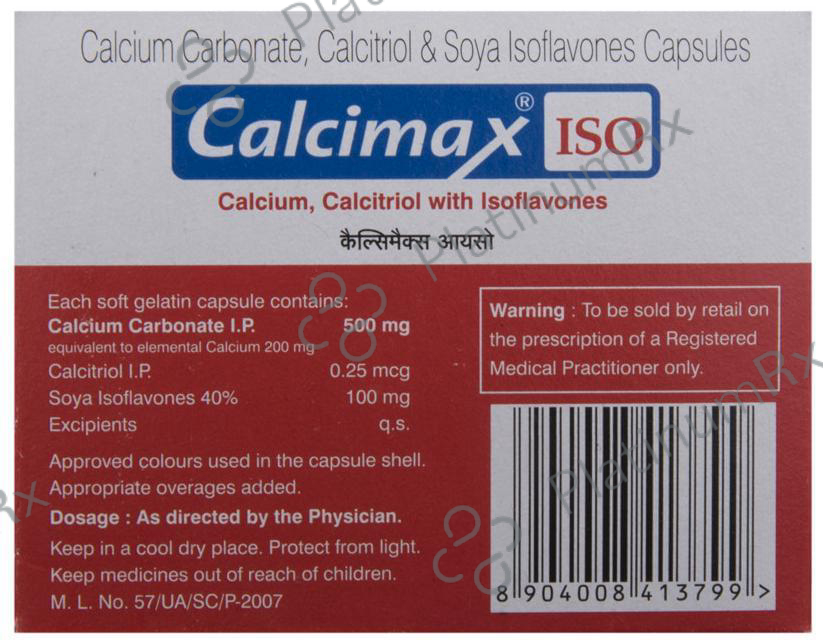 Calcium Carbonate, Calcitriol & Soya Isoflavones Capsules
Calcimax® ISO
Calcium, Calcitriol with Isoflavones
कैल्सिमैक्स आयसो
Each soft gelatin capsule contains:
Calcium Carbonate I.P. 500 mg
equivalent to elemental Calcium 200 mg
Calcitriol I.P. 0.25 mcg
Soya Isoflavones 40% 100 mg
Excipients q.s.
Approved colours used in the capsule shell.
Appropriate overages added.
Dosage : As directed by the Physician.
Keep in a cool dry place. Protect from light.
Keep medicines out of reach of children.
M. L. No. 57/UA/SC/P-2007
Warning : To be sold by retail on
the prescription of a Registered
Medical Practitioner only.
8 904008 413799 >
PlatinumRx
PlatinumRx
PlatinumRx
Rx